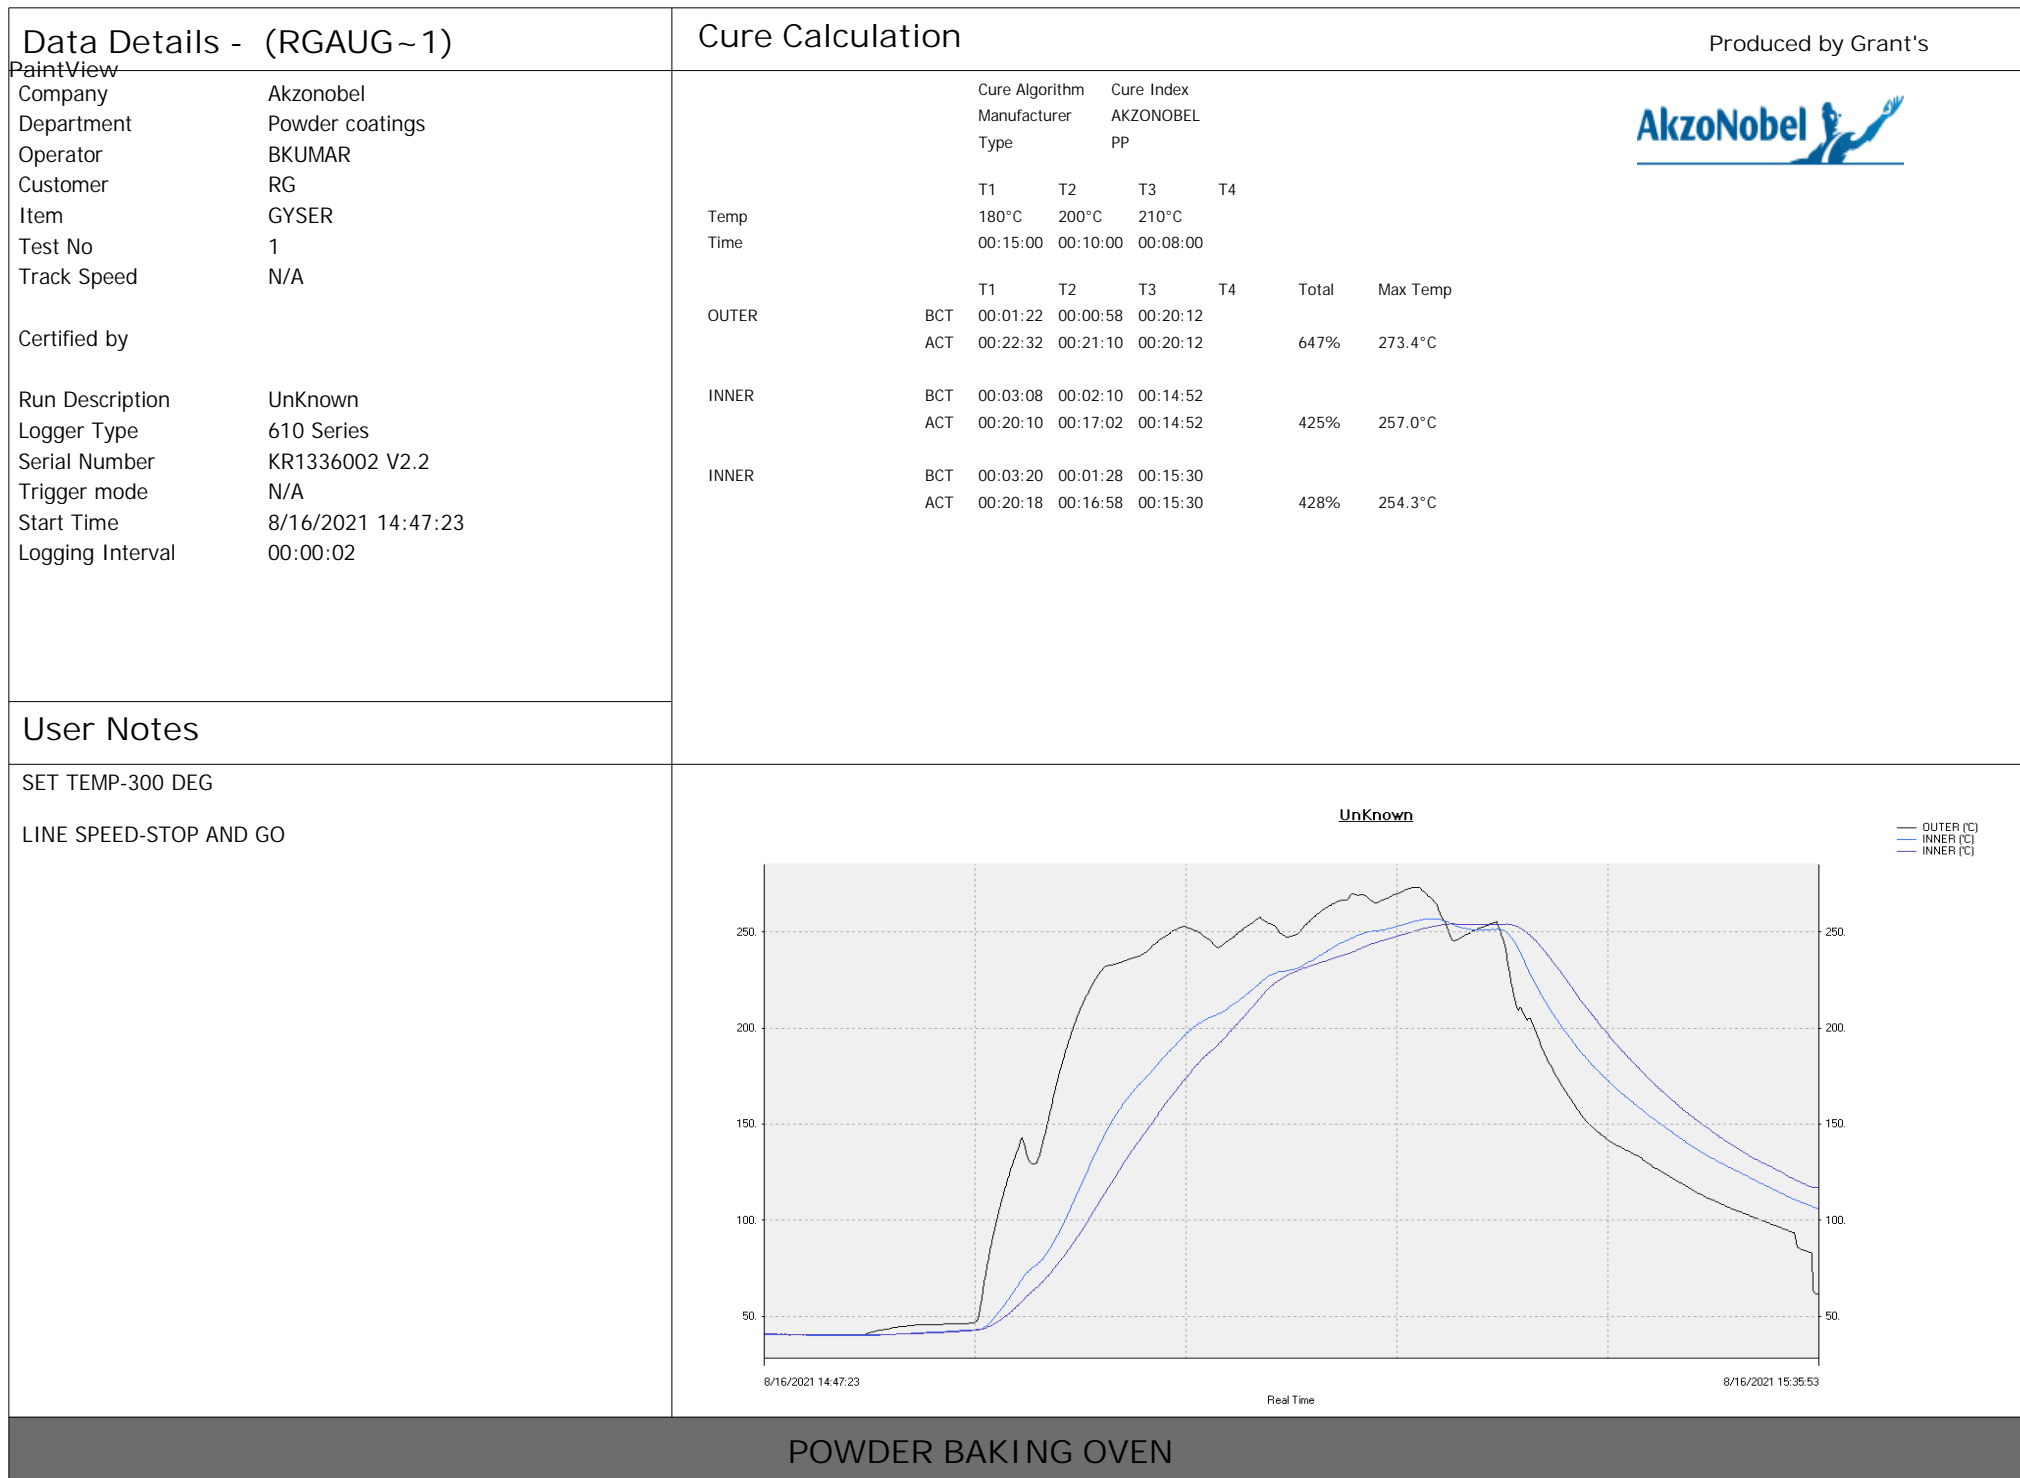 Data Details -  (RGAUG~1)
PaintView
Company Akzonobel
Department Powder coatings
Operator BKUMAR
Customer RG
Item GYSER
Test No 1
Track Speed N/A
Certified by
Run Description UnKnown
Logger Type 610 Series
Serial Number KR1336002 V2.2
Trigger mode N/A
Start Time 8/16/2021 14:47:23
Logging Interval 00:00:02
User Notes
SET TEMP-300 DEG
LINE SPEED-STOP AND GO
Cure Calculation
Produced by Grant's
AkzoNobel
Cure Algorithm Cure Index
Manufacturer AKZONOBEL
Type PP
T1 T2 T3 T4
Temp 180°C 200°C 210°C
Time 00:15:00 00:10:00 00:08:00
T1 T2 T3 T4 Total Max Temp
OUTER BCT 00:01:22 00:00:58 00:20:12
ACT 00:22:32 00:21:10 00:20:12 647% 273.4°C
INNER BCT 00:03:08 00:02:10 00:14:52
ACT 00:20:10 00:17:02 00:14:52 425% 257.0°C
INNER BCT 00:03:20 00:01:28 00:15:30
ACT 00:20:18 00:16:58 00:15:30 428% 254.3°C
UnKnown
OUTER (°C)
INNER (°C)
INNER (°C)
250. 250.
200. 200.
150. 150.
100. 100.
50. 50.
8/16/2021 14:47:23 8/16/2021 15:35:53
Real Time
POWDER BAKING OVEN